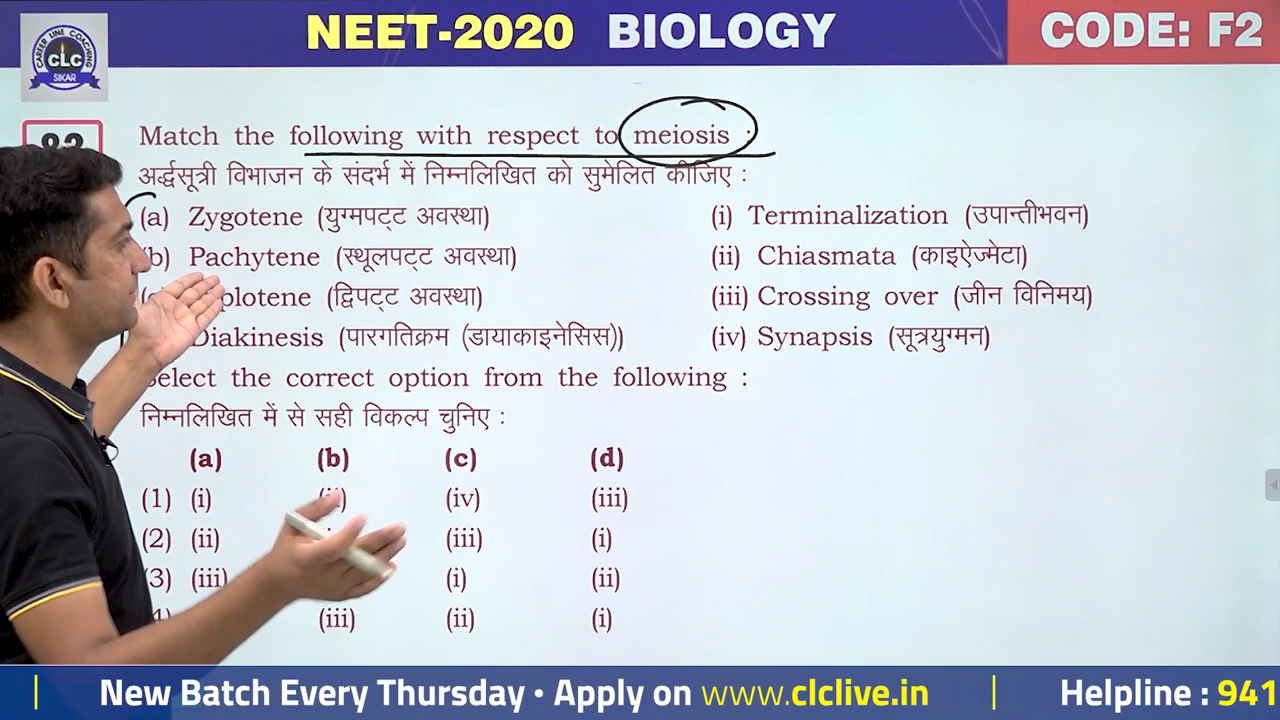 NEET-2020 BIOLOGY
CODE: F2
CAREER LINE COACHING
CLC
SIKAR
Match the following with respect to meiosis :
अर्द्धसूत्री विभाजन के संदर्भ में निम्नलिखित को सुमेलित कीजिए :
(a) Zygotene (युग्मपट्ट अवस्था) (i) Terminalization (उपान्तीभवन)
b) Pachytene (स्थूलपट्ट अवस्था) (ii) Chiasmata (काइऐज्मेटा)
plotene (द्विपट्ट अवस्था) (iii) Crossing over (जीन विनिमय)
Diakinesis (पारगतिक्रम (डायाकाइनेसिस)) (iv) Synapsis (सूत्रयुग्मन)
Select the correct option from the following :
निम्नलिखित में से सही विकल्प चुनिए :
(a) (b) (c) (d)
(1) (i) (iv) (iii)
(2) (ii) (iii) (i)
(3) (iii) (i) (ii)
(iii) (ii) (i)
New Batch Every Thursday • Apply on www.clclive.in
Helpline : 941